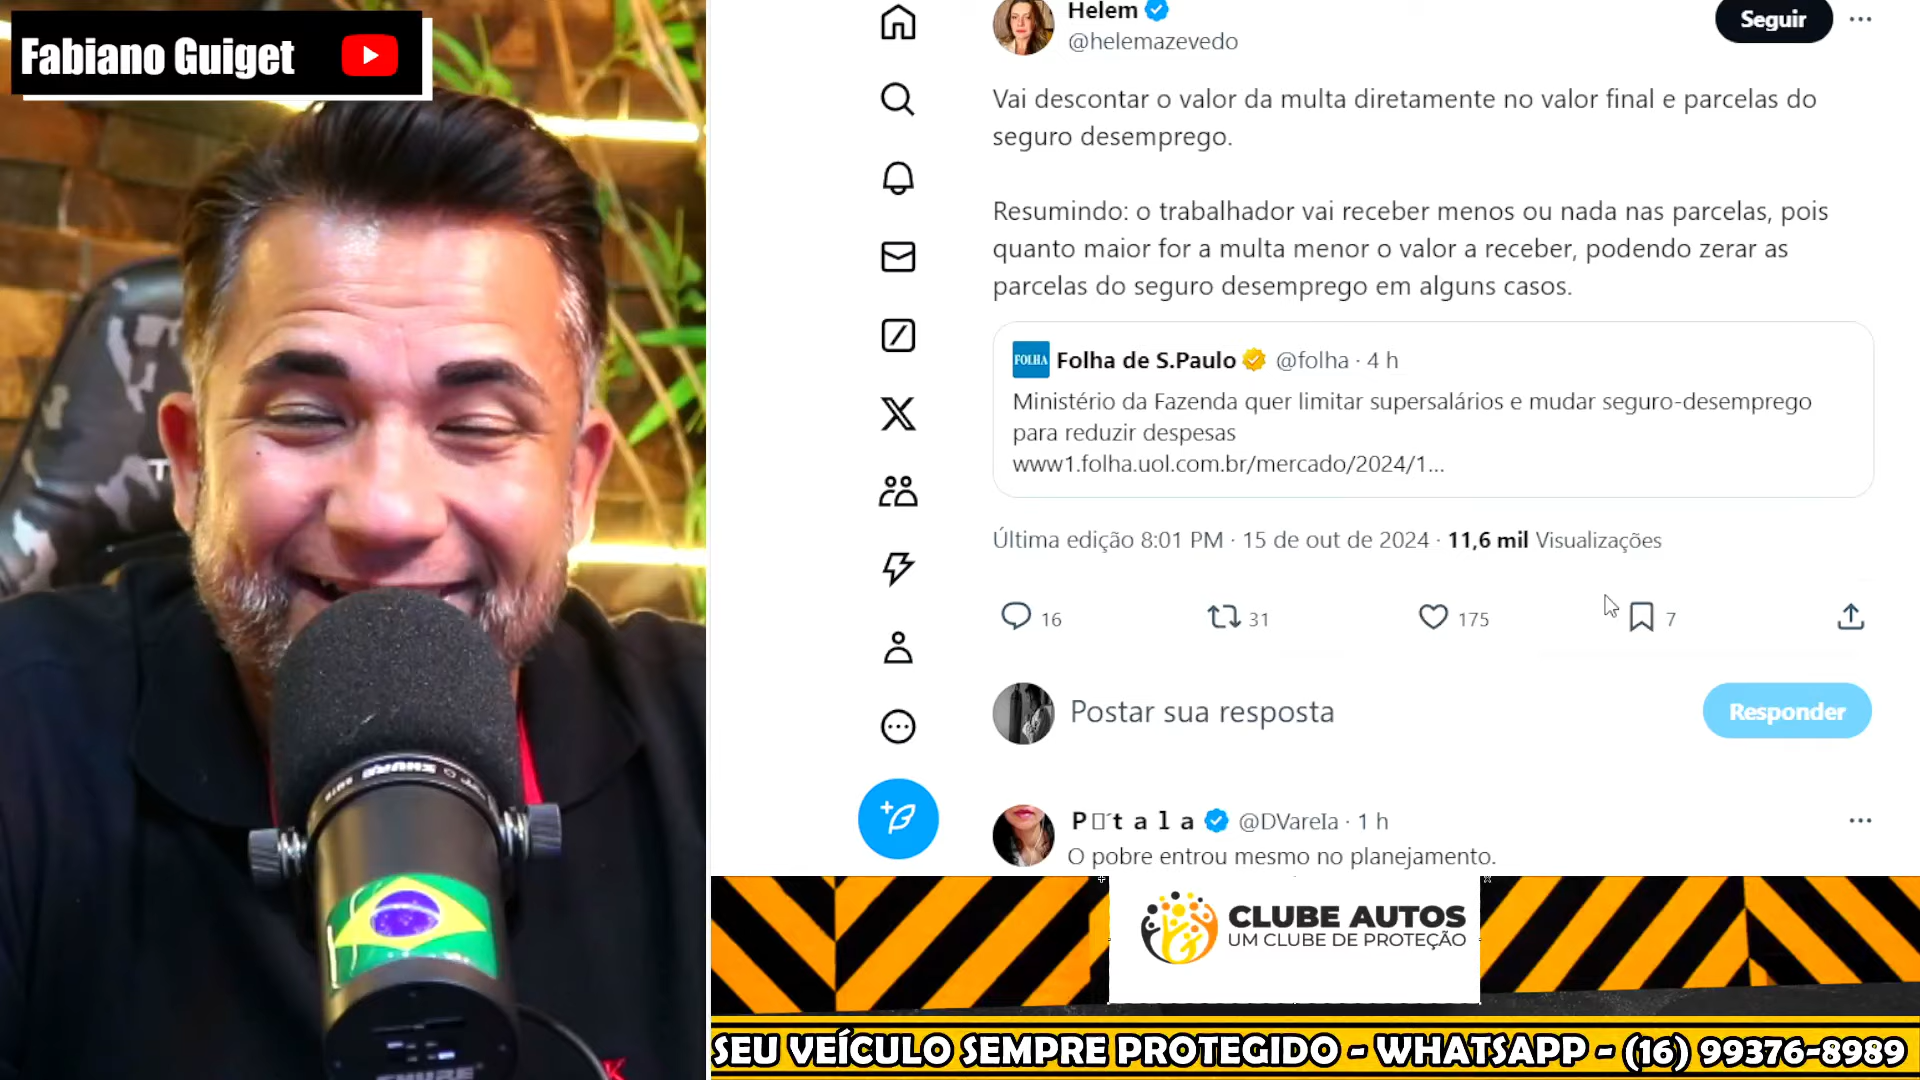 Fabiano Guiget
Helem
@helemazevedo
Seguir
Vai descontar o valor da multa diretamente no valor final e parcelas do
seguro desemprego.
Resumindo: o trabalhador vai receber menos ou nada nas parcelas, pois
quanto maior for a multa menor o valor a receber, podendo zerar as
parcelas do seguro desemprego em alguns casos.
FOLHA
Folha de S.Paulo @folha · 4 h
Ministério da Fazenda quer limitar supersalários e mudar seguro-desemprego
para reduzir despesas
www1.folha.uol.com.br/mercado/2024/1...
Última edição 8:01 PM · 15 de out de 2024 · 11,6 mil Visualizações
16
31
175
7
Postar sua resposta
Responder
P▯´t a l a @DVareIa · 1 h
O pobre entrou mesmo no planejamento.
CLUBE AUTOS
UM CLUBE DE PROTEÇÃO
SEU VEÍCULO SEMPRE PROTEGIDO - WHATSAPP - (16) 99376-8989
SHURE